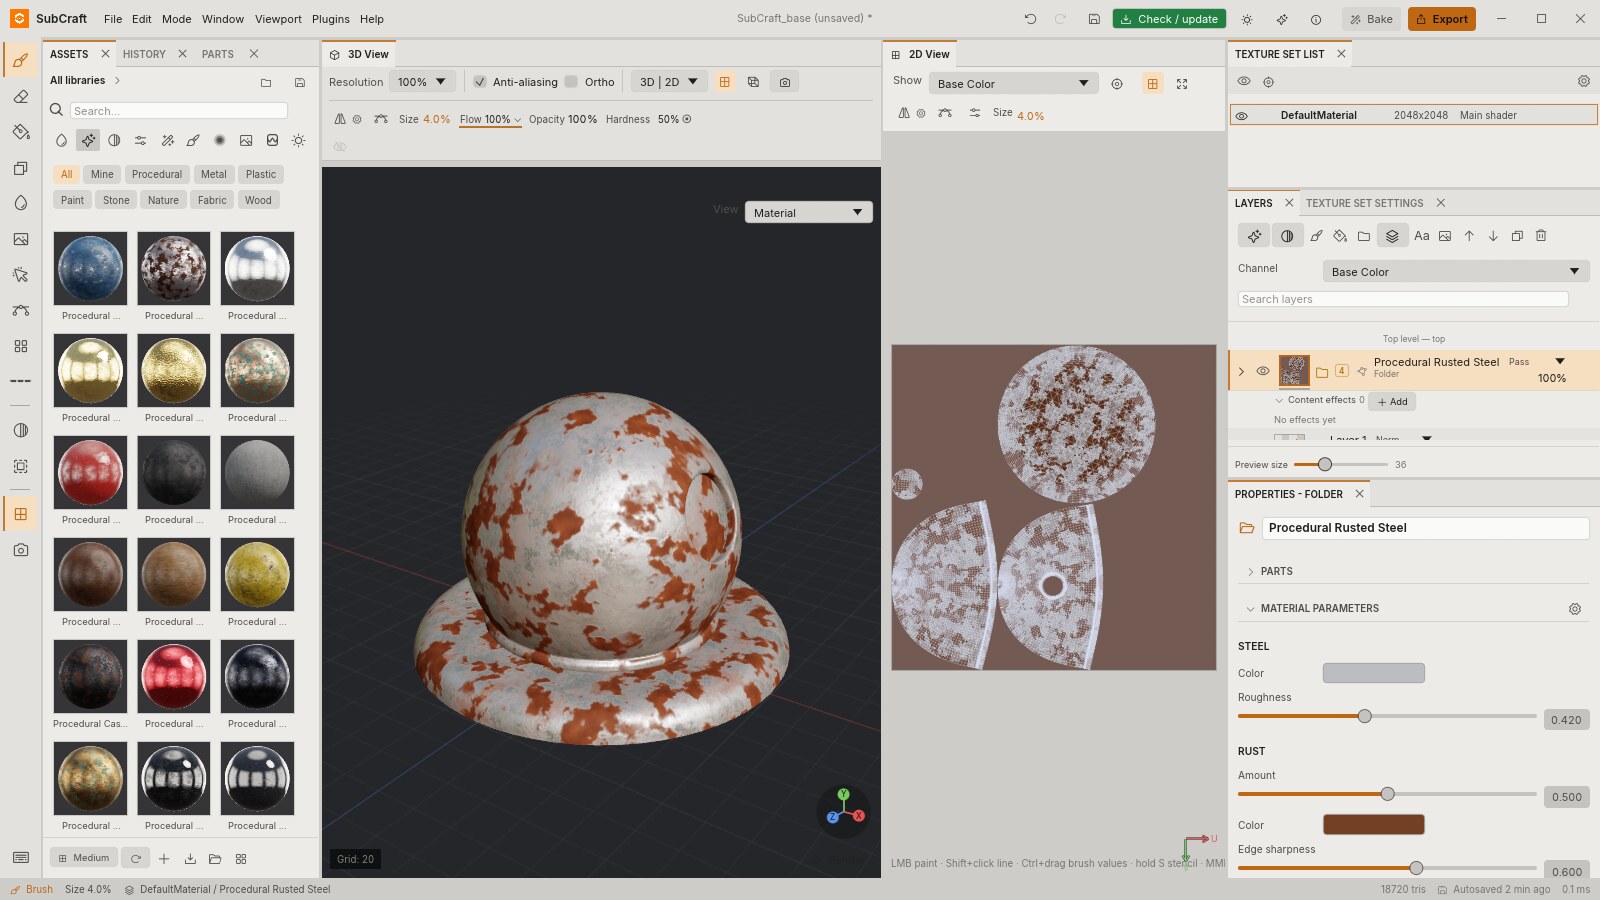 SubCraft File Edit Mode Window Viewport Plugins Help
SubCraft_base (unsaved) *
Check / update
Bake
Export
ASSETS HISTORY PARTS
All libraries
Search...
All Mine Procedural Metal Plastic
Paint Stone Nature Fabric Wood
Procedural ... Procedural ... Procedural ...
Procedural ... Procedural ... Procedural ...
Procedural ... Procedural ... Procedural ...
Procedural ... Procedural ... Procedural ...
Procedural Cas... Procedural ... Procedural ...
Procedural ... Procedural ... Procedural ...
Medium
3D View
Resolution 100% Anti-aliasing Ortho 3D | 2D
Size 4.0% Flow 100% Opacity 100% Hardness 50%
View Material
Y
Z X
Grid: 20
2D View
Show Base Color
Size 4.0%
U
LMB paint · Shift+click line · Ctrl+drag brush values · hold S stencil · MMI
TEXTURE SET LIST
DefaultMaterial 2048x2048 Main shader
LAYERS TEXTURE SET SETTINGS
Aa
Channel Base Color
Search layers
Top level — top
4 Procedural Rusted Steel Pass
Folder 100%
Content effects 0 + Add
No effects yet
Layer 1 Norm
Preview size 36
PROPERTIES - FOLDER
Procedural Rusted Steel
PARTS
MATERIAL PARAMETERS
STEEL
Color
Roughness
0.420
RUST
Amount
0.500
Color
Edge sharpness
0.600
Brush Size 4.0% DefaultMaterial / Procedural Rusted Steel
18720 tris Autosaved 2 min ago 0.1 ms